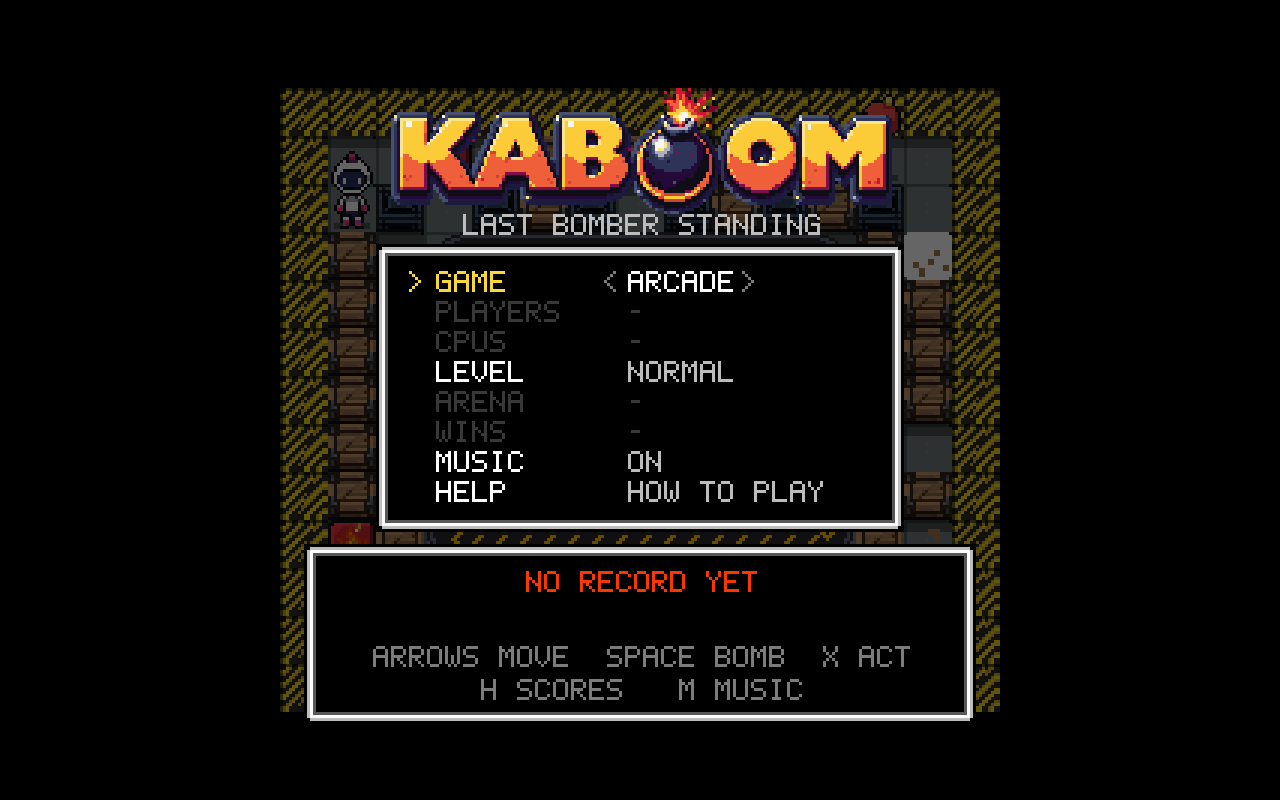 KABOOM
LAST BOMBER STANDING
> GAME < ARCADE >
PLAYERS -
CPUS -
LEVEL NORMAL
ARENA -
WINS -
MUSIC ON
HELP HOW TO PLAY
NO RECORD YET
ARROWS MOVE SPACE BOMB X ACT
H SCORES M MUSIC